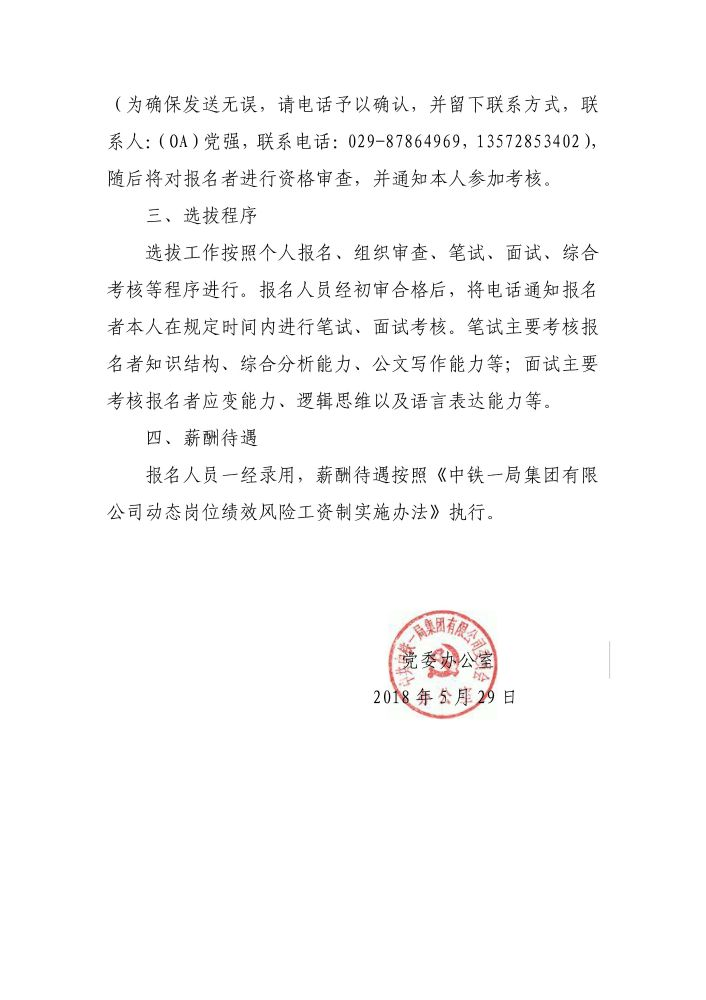 （为确保发送无误，请电话予以确认，并留下联系方式，联
系人：（OA）党强，联系电话：029-87864969，13572853402），
随后将对报名者进行资格审查，并通知本人参加考核。
三、选拔程序
选拔工作按照个人报名、组织审查、笔试、面试、综合
考核等程序进行。报名人员经初审合格后，将电话通知报名
者本人在规定时间内进行笔试、面试考核。笔试主要考核报
名者知识结构、综合分析能力、公文写作能力等；面试主要
考核报名者应变能力、逻辑思维以及语言表达能力等。
四、薪酬待遇
报名人员一经录用，薪酬待遇按照《中铁一局集团有限
公司动态岗位绩效风险工资制实施办法》执行。
中共中铁一局集团有限公司委员会
党委办公室
办公室
2018年5月29日